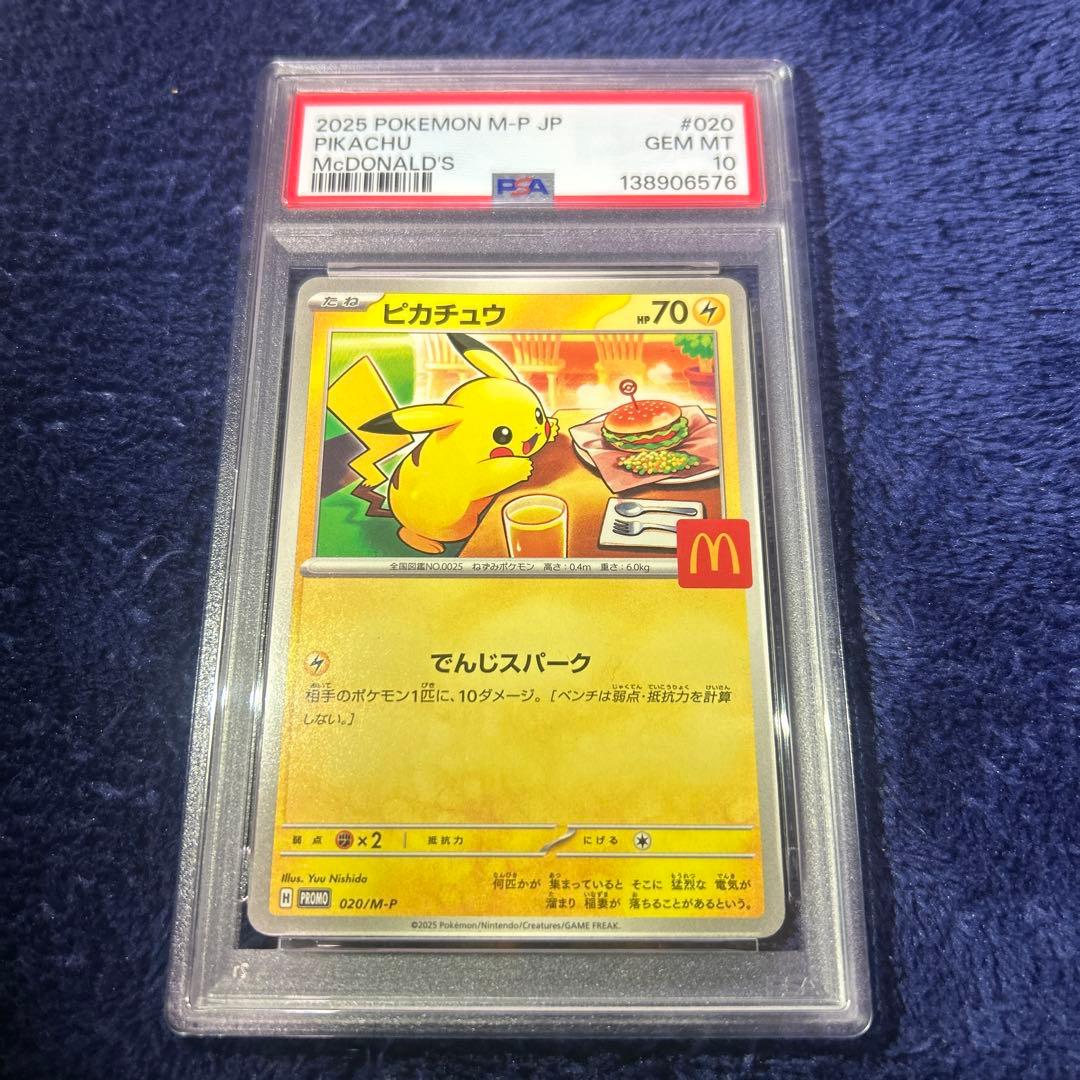 2025 POKEMON M-P JP #020
PIKACHU GEM MT
McDONALD'S 10
PSA 138906576
たね ピカチュウ HP70
全国図鑑NO.0025 ねずみポケモン 高さ:0.4m 重さ:6.0kg
でんじスパーク
相手のポケモン1匹に、10ダメージ。[ベンチは弱点・抵抗力を計算
しない。]
弱点 ×2 抵抗力 にげる
Illus. Yuu Nishida
何匹かが 集まっていると そこに 猛烈な 電気が
溜まり 稲妻が 落ちることがあるという。
H PROMO 020/M-P
©2025 Pokémon/Nintendo/Creatures/GAME FREAK.